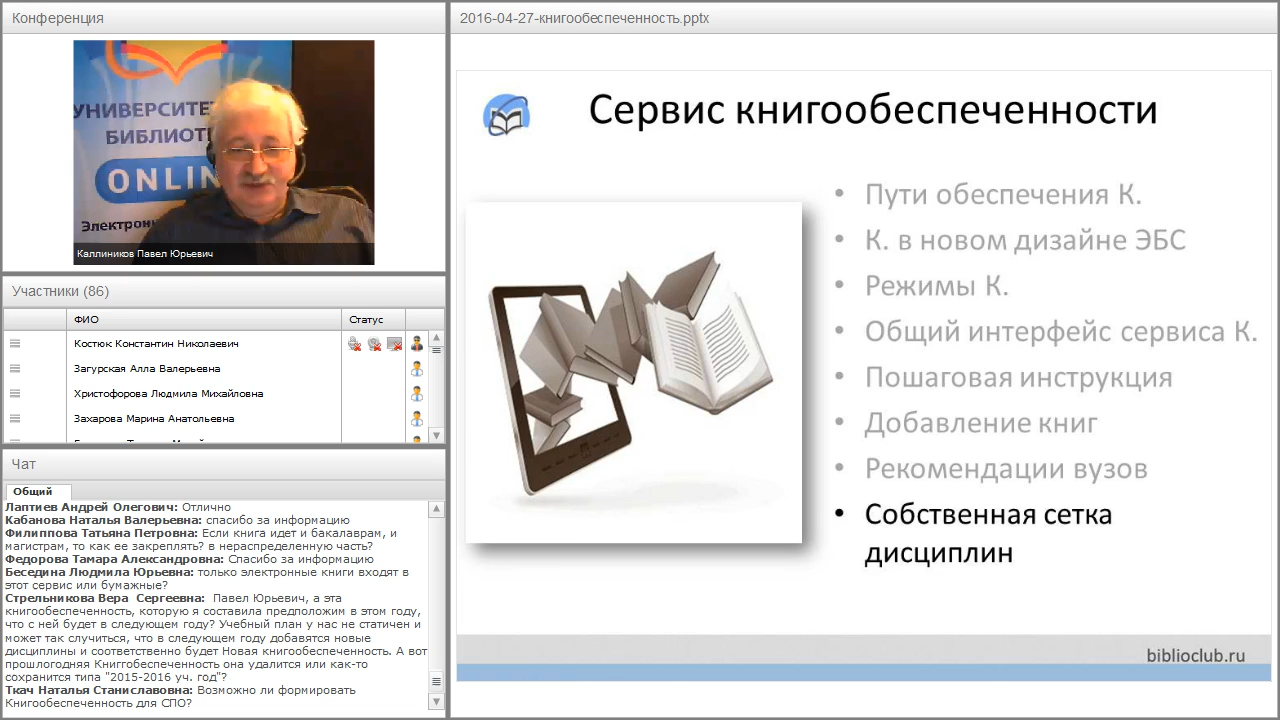 Конференция
УНИВЕРСИТЕ
БИБЛИОТ
ONLIN
Электронн
Каллиников Павел Юрьевич
Участники (86)
ФИО
Статус
Костюк Константин Николаевич
Загурская Алла Валерьевна
Христофорова Людмила Михайловна
Захарова Марина Анатольевна
Чат
Общий
Лаптиев Андрей Олегович: Отлично
Кабанова Наталья Валерьевна: спасибо за информацию
Филиппова Татьяна Петровна: Если книга идет и бакалаврам, и
магистрам, то как ее закреплять? в нераспределенную часть?
Федорова Тамара Александровна: Спасибо за информацию
Беседина Людмила Юрьевна: только электронные книги входят в
этот сервис или бумажные?
Стрельникова Вера Сергеевна: Павел Юрьевич, а эта
книгообеспеченность, которую я составила предположим в этом году,
что с ней будет в следующем году? Учебный план у нас не статичен и
может так случиться, что в следующем году добавятся новые
дисциплины и соответственно будет Новая книгообеспеченность. А вот
прошлогодняя Книггобеспеченность она удалится или как-то
сохранится типа "2015-2016 уч. год"?
Ткач Наталья Станиславовна: Возможно ли формировать
Книгообеспеченность для СПО?
2016-04-27-книгообеспеченность.pptx
Сервис книгообеспеченности
• Пути обеспечения К.
• К. в новом дизайне ЭБС
• Режимы К.
• Общий интерфейс сервиса К.
• Пошаговая инструкция
• Добавление книг
• Рекомендации вузов
• Собственная сетка
дисциплин
biblioclub.ru